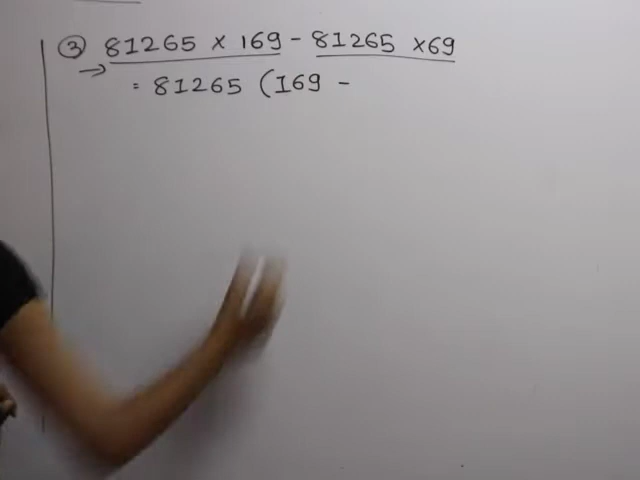 ③ 81265 × 169 - 81265 ×69
→ = 81265 (169 -